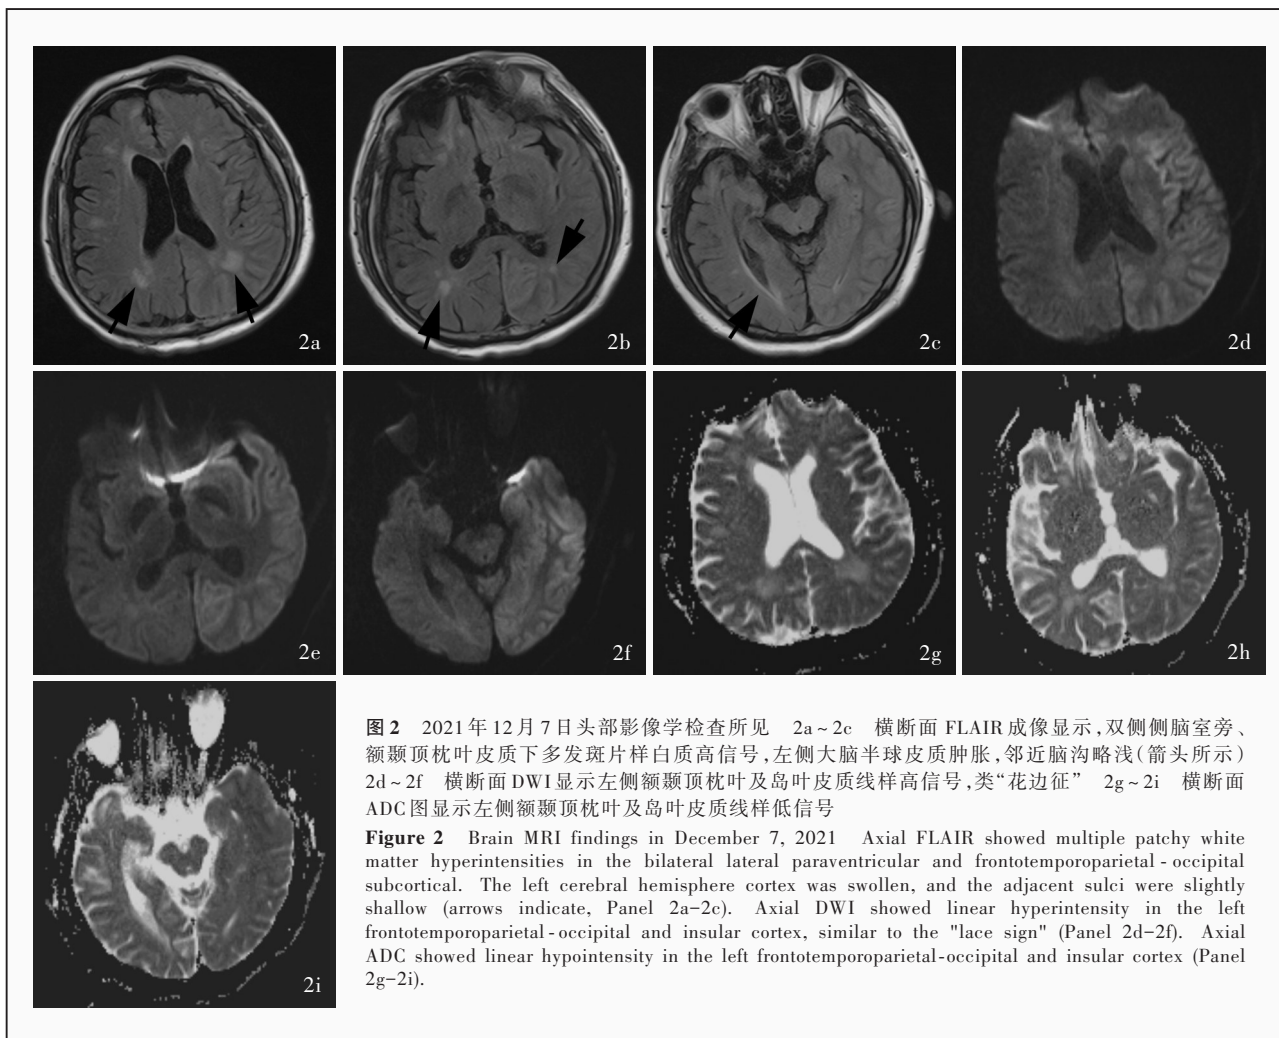 2a
2b
2c
2d
2e
2f
2g
2h
2i
图2 2021年12月7日头部影像学检查所见 2a~2c 横断面 FLAIR 成像显示,双侧侧脑室旁、
额颞顶枕叶皮质下多发斑片样白质高信号,左侧大脑半球皮质肿胀,邻近脑沟略浅(箭头所示)
2d~2f 横断面 DWI 显示左侧额颞顶枕叶及岛叶皮质线样高信号,类“花边征” 2g~2i 横断面
ADC 图显示左侧额颞顶枕叶及岛叶皮质线样低信号
Figure 2 Brain MRI findings in December 7, 2021 Axial FLAIR showed multiple patchy white
matter hyperintensities in the bilateral lateral paraventricular and frontotemporoparietal-occipital
subcortical. The left cerebral hemisphere cortex was swollen, and the adjacent sulci were slightly
shallow (arrows indicate, Panel 2a-2c). Axial DWI showed linear hyperintensity in the left
frontotemporoparietal-occipital and insular cortex, similar to the "lace sign" (Panel 2d-2f). Axial
ADC showed linear hypointensity in the left frontotemporoparietal-occipital and insular cortex (Panel
2g-2i).